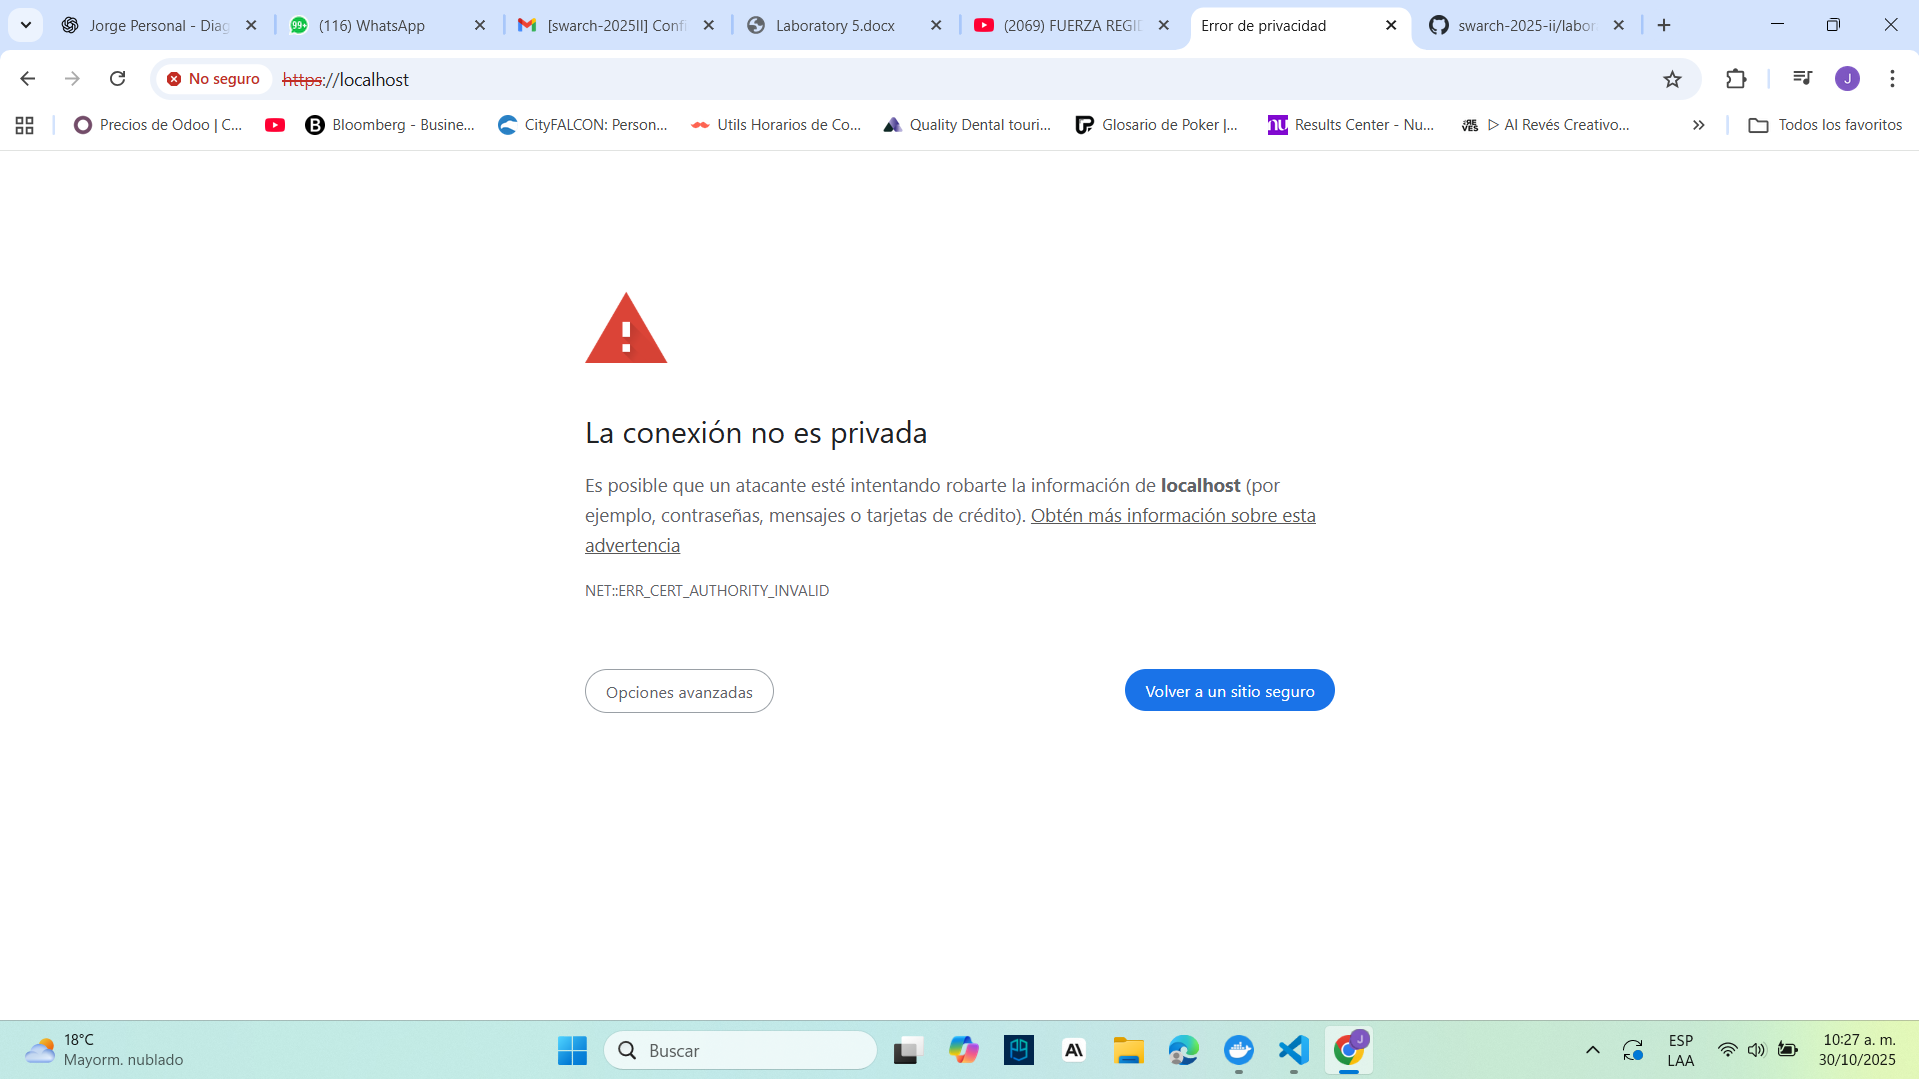 Jorge Personal - Diag
(116) WhatsApp
[swarch-2025II] Confi
Laboratory 5.docx
(2069) FUERZA REGID
Error de privacidad
swarch-2025-ii/labor
No seguro
https://localhost
J
Precios de Odoo | C...
Bloomberg - Busine...
CityFALCON: Person...
Utils Horarios de Co...
Quality Dental touri...
Glosario de Poker |...
Results Center - Nu...
▷ Al Revés Creativo...
Todos los favoritos
La conexión no es privada
Es posible que un atacante esté intentando robarte la información de localhost (por
ejemplo, contraseñas, mensajes o tarjetas de crédito). Obtén más información sobre esta
advertencia
NET::ERR_CERT_AUTHORITY_INVALID
Opciones avanzadas
Volver a un sitio seguro
18°C
Mayorm. nublado
Buscar
ESP
LAA
10:27 a. m.
30/10/2025